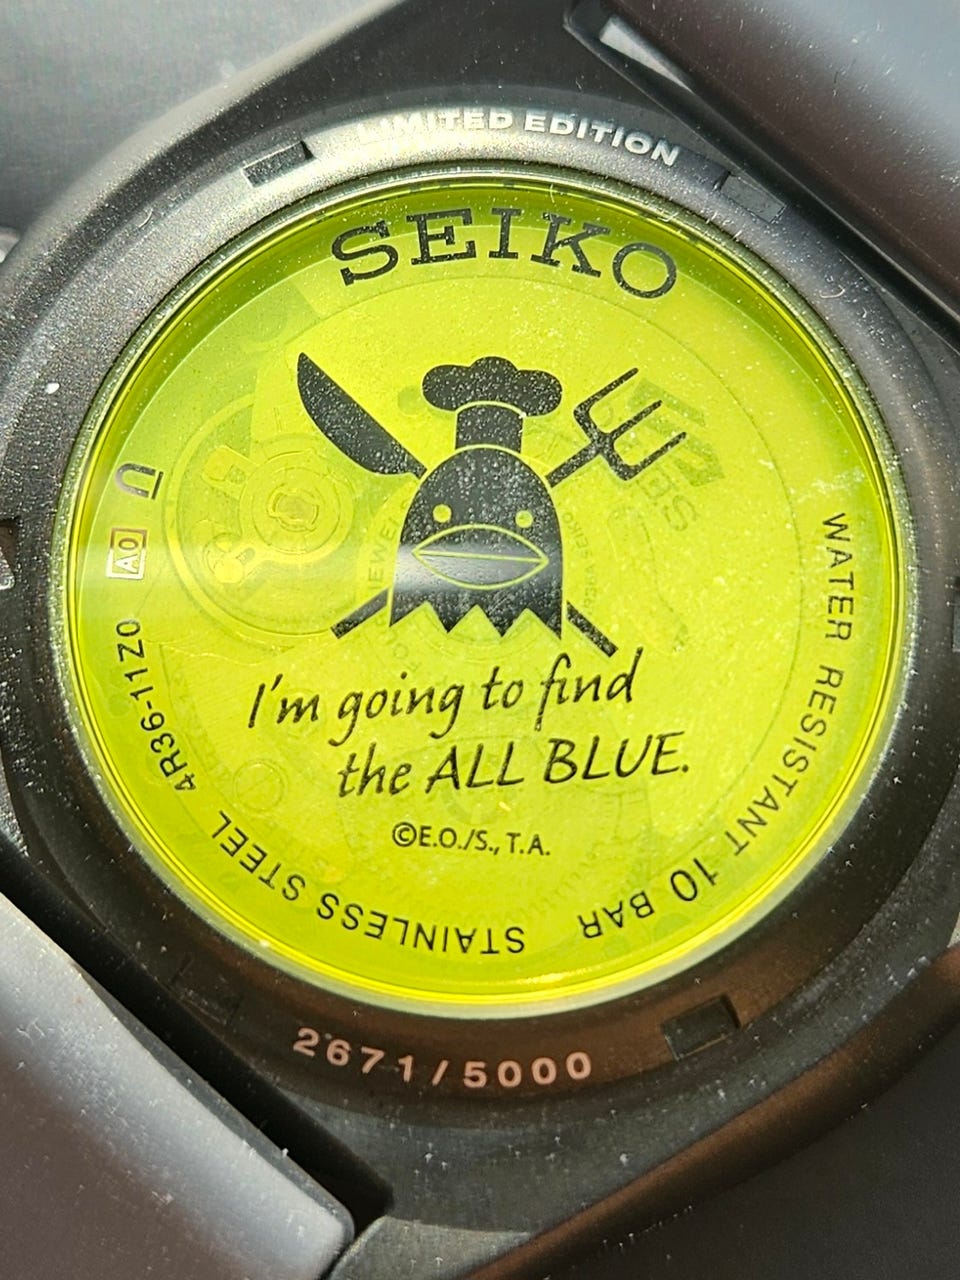 LIMITED EDITION
SEIKO
I'm going to find
the ALL BLUE.
©E.O./S., T.A.
WATER RESISTANT 10 BAR
STAINLESS STEEL
4R36-11Z0 A0
2671/5000